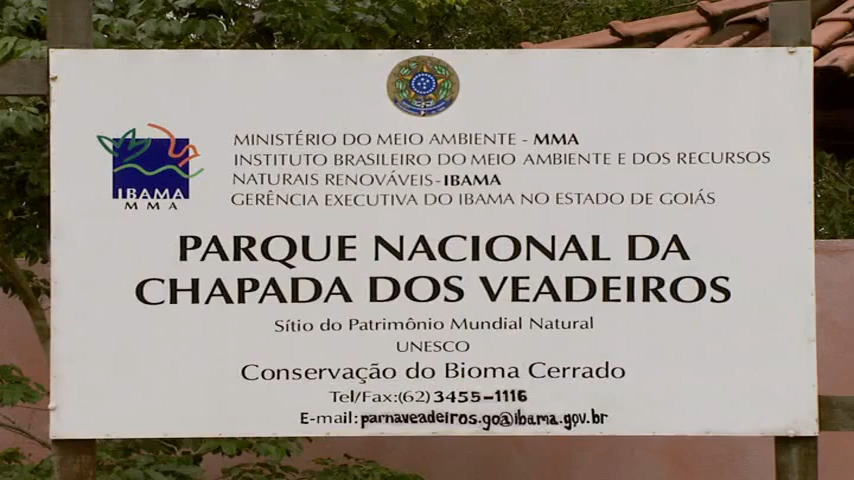 IBAMA
MMA
MINISTÉRIO DO MEIO AMBIENTE - MMA
INSTITUTO BRASILEIRO DO MEIO AMBIENTE E DOS RECURSOS
NATURAIS RENOVÁVEIS-IBAMA
GERÊNCIA EXECUTIVA DO IBAMA NO ESTADO DE GOIÁS
PARQUE NACIONAL DA
CHAPADA DOS VEADEIROS
Sítio do Patrimônio Mundial Natural
UNESCO
Conservação do Bioma Cerrado
Tel/Fax:(62) 3455-1116
E-mail: parnaveadeiros.go@ibama.gov.br